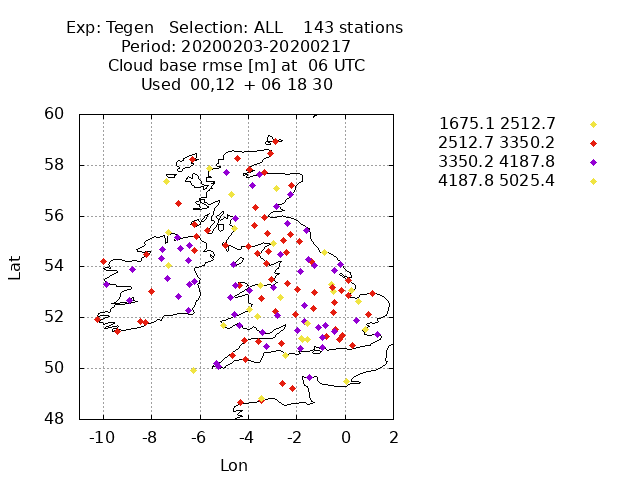 Exp: Tegen   Selection: ALL    143 stations
Period: 20200203-20200217
Cloud base rmse [m] at  06 UTC
Used  00,12  + 06 18 30
60
58
56
54
52
50
48
Lat
-10 -8 -6 -4 -2 0 2
Lon
1675.1 2512.7
2512.7 3350.2
3350.2 4187.8
4187.8 5025.4